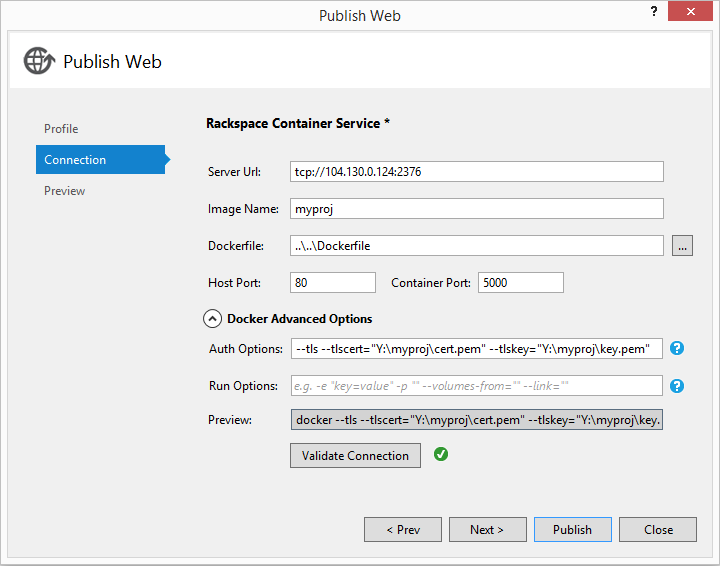 Publish Web
?
Publish Web
Profile
Connection
Preview
Rackspace Container Service *
Server Url: tcp://104.130.0.124:2376
Image Name: myproj
Dockerfile: ..\..\Dockerfile ...
Host Port: 80 Container Port: 5000
Docker Advanced Options
Auth Options: --tls --tlscert="Y:\myproj\cert.pem" --tlskey="Y:\myproj\key.pem" ?
Run Options: e.g. -e "key=value" -p "" --volumes-from="" --link="" ?
Preview: docker --tls --tlscert="Y:\myproj\cert.pem" --tlskey="Y:\myproj\key.
Validate Connection
< Prev Next > Publish Close